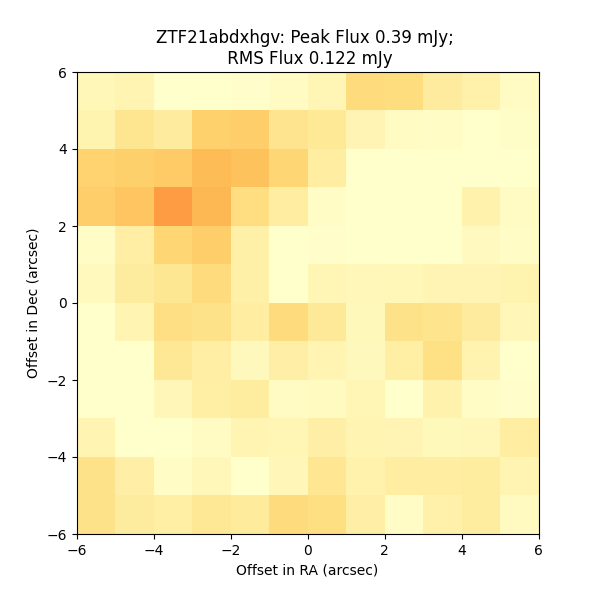 ZTF21abdxhgv: Peak Flux 0.39 mJy;
RMS Flux 0.122 mJy
6
4
2
0
−2
−4
−6
Offset in Dec (arcsec)
−6 −4 −2 0 2 4 6
Offset in RA (arcsec)